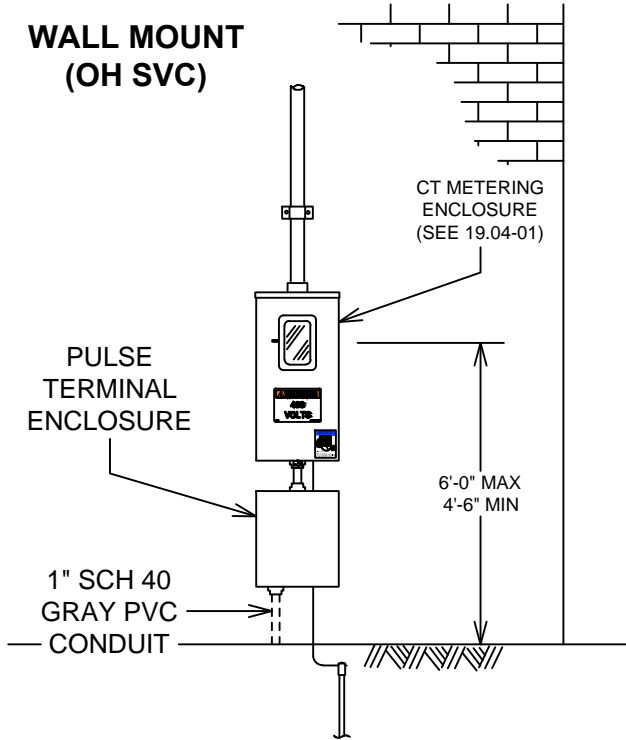 WALL MOUNT
(OH SVC)
CT METERING
ENCLOSURE
(SEE 19.04-01)
PULSE
TERMINAL
ENCLOSURE
VOLTS
6'-0" MAX
4'-6" MIN
1" SCH 40
GRAY PVC
CONDUIT